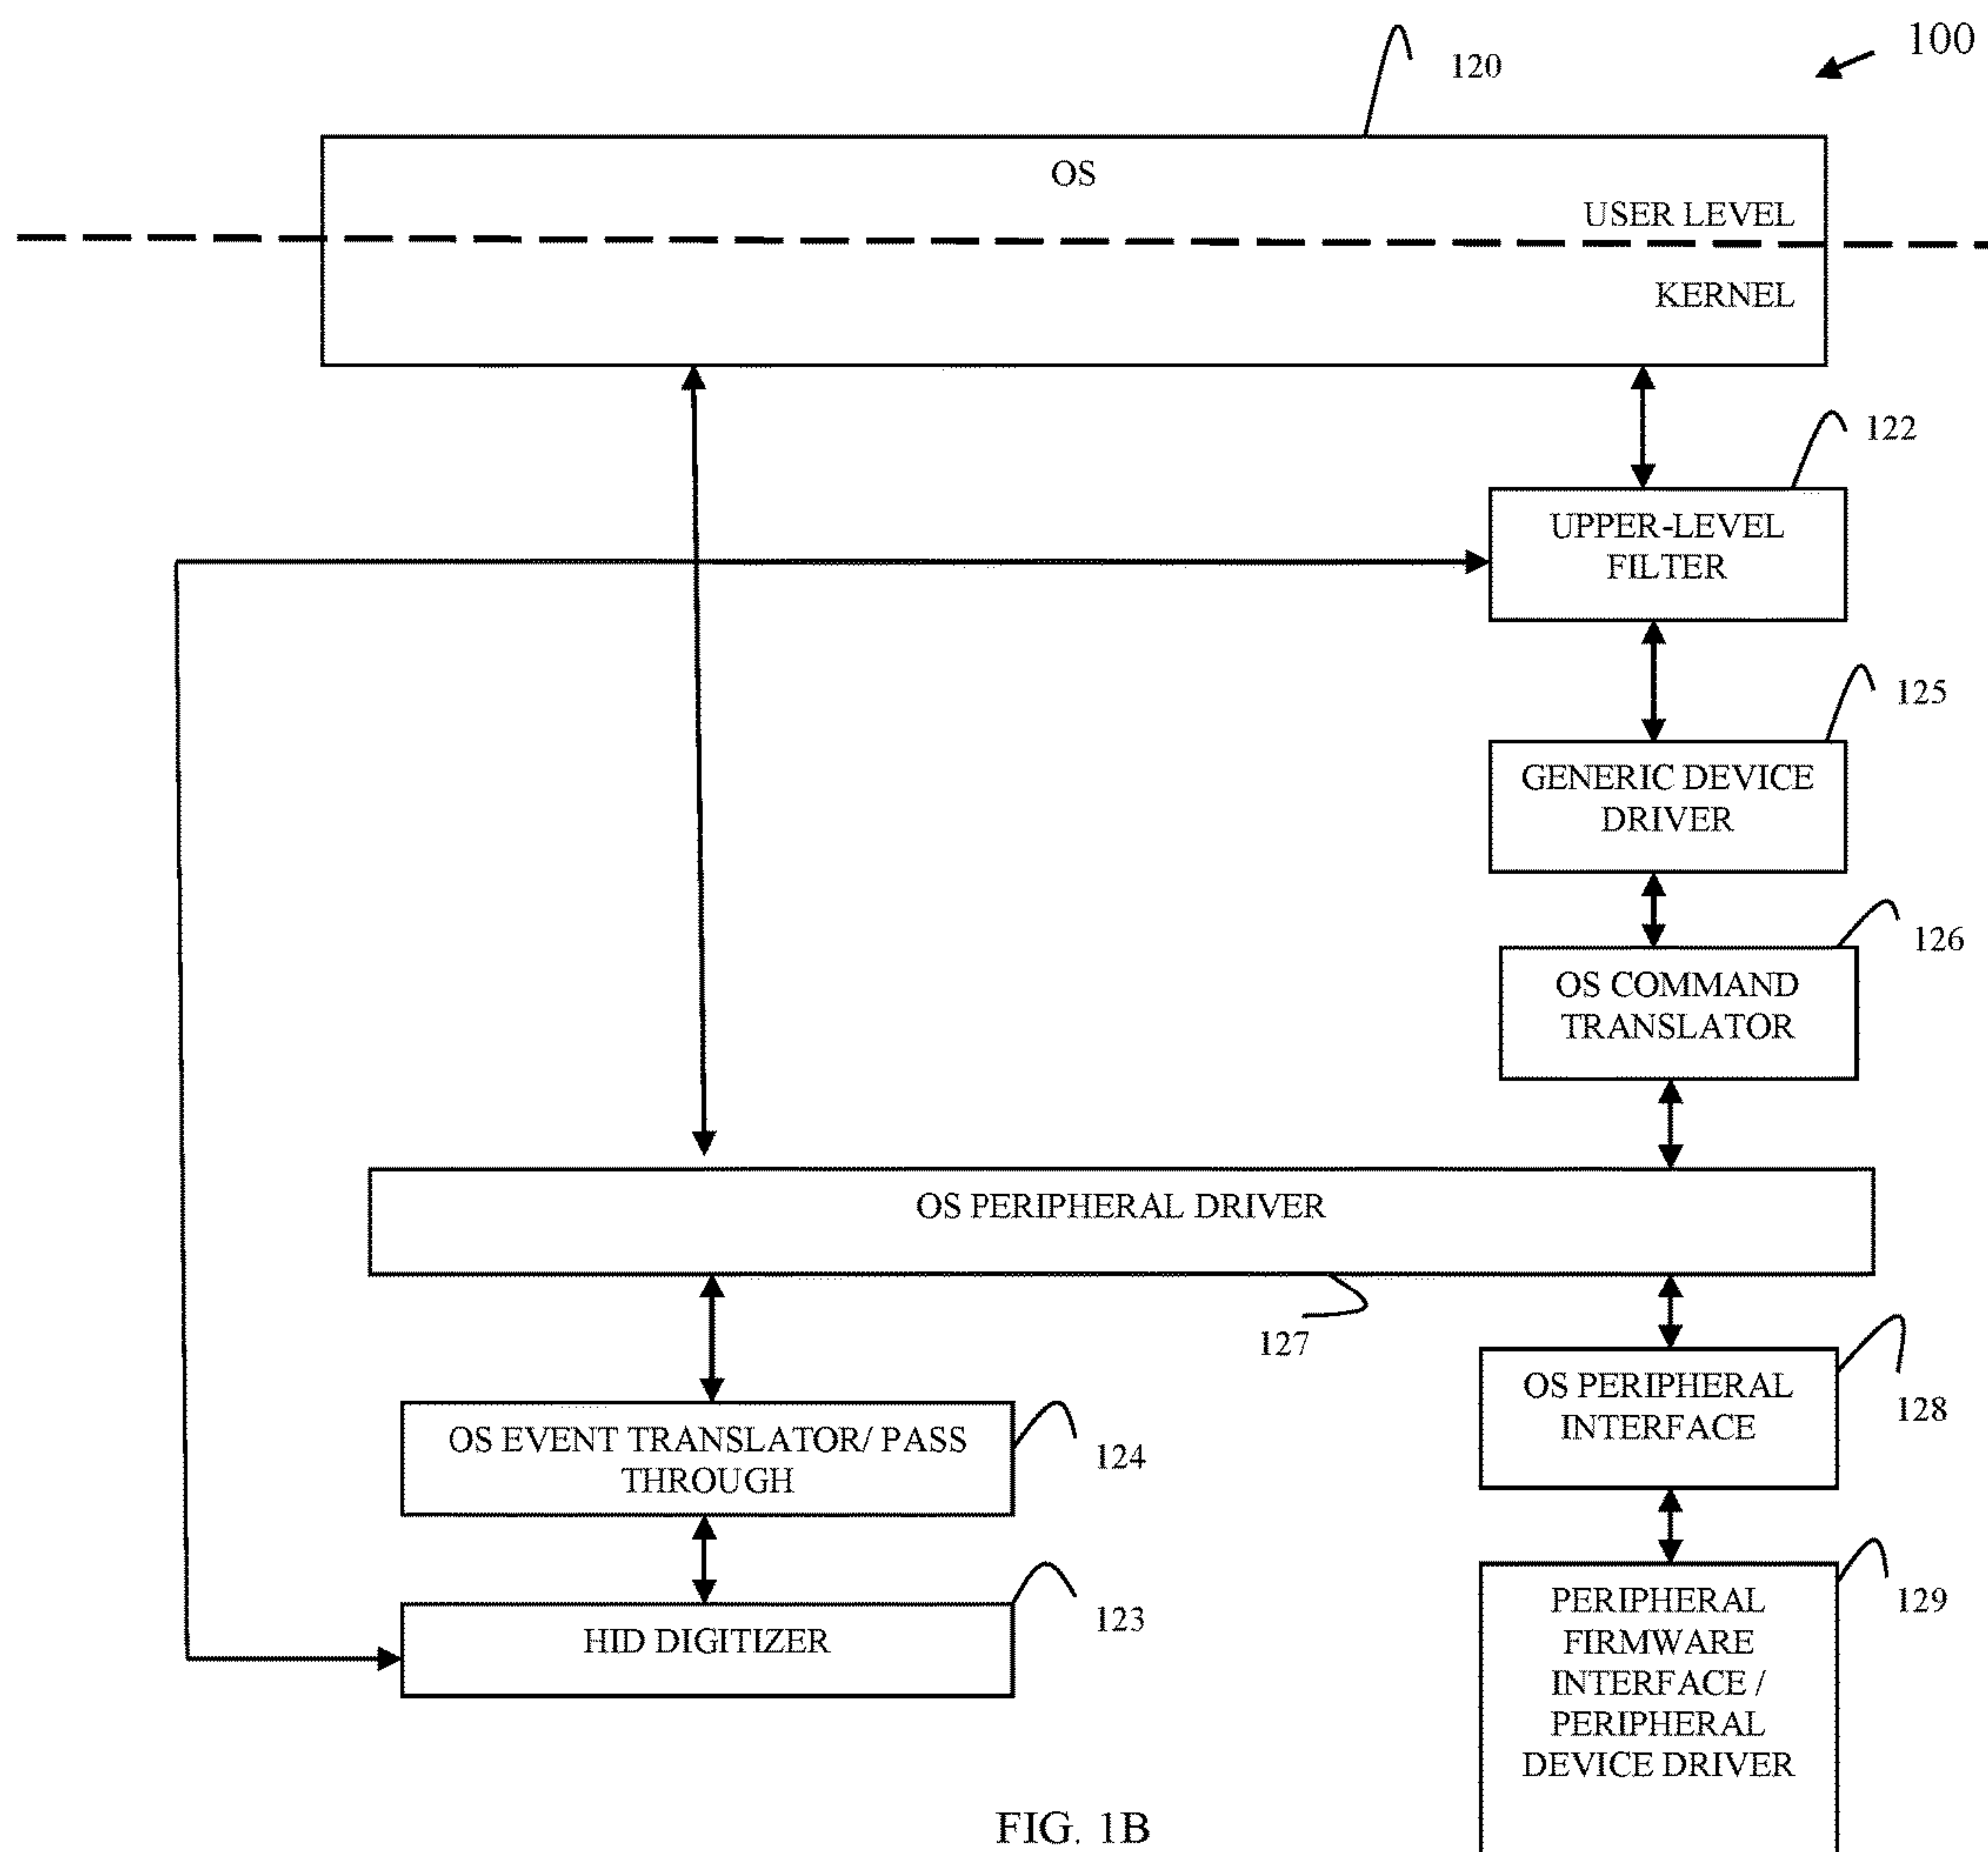 100
120
OS
USER LEVEL
KERNEL
122
UPPER-LEVEL
FILTER
125
GENERIC DEVICE
DRIVER
126
OS COMMAND
TRANSLATOR
OS PERIPHERAL DRIVER
127
OS PERIPHERAL
INTERFACE
128
OS EVENT TRANSLATOR/ PASS
THROUGH
124
HID DIGITIZER
123
PERIPHERAL
FIRMWARE
INTERFACE /
PERIPHERAL
DEVICE DRIVER
129
FIG. 1B